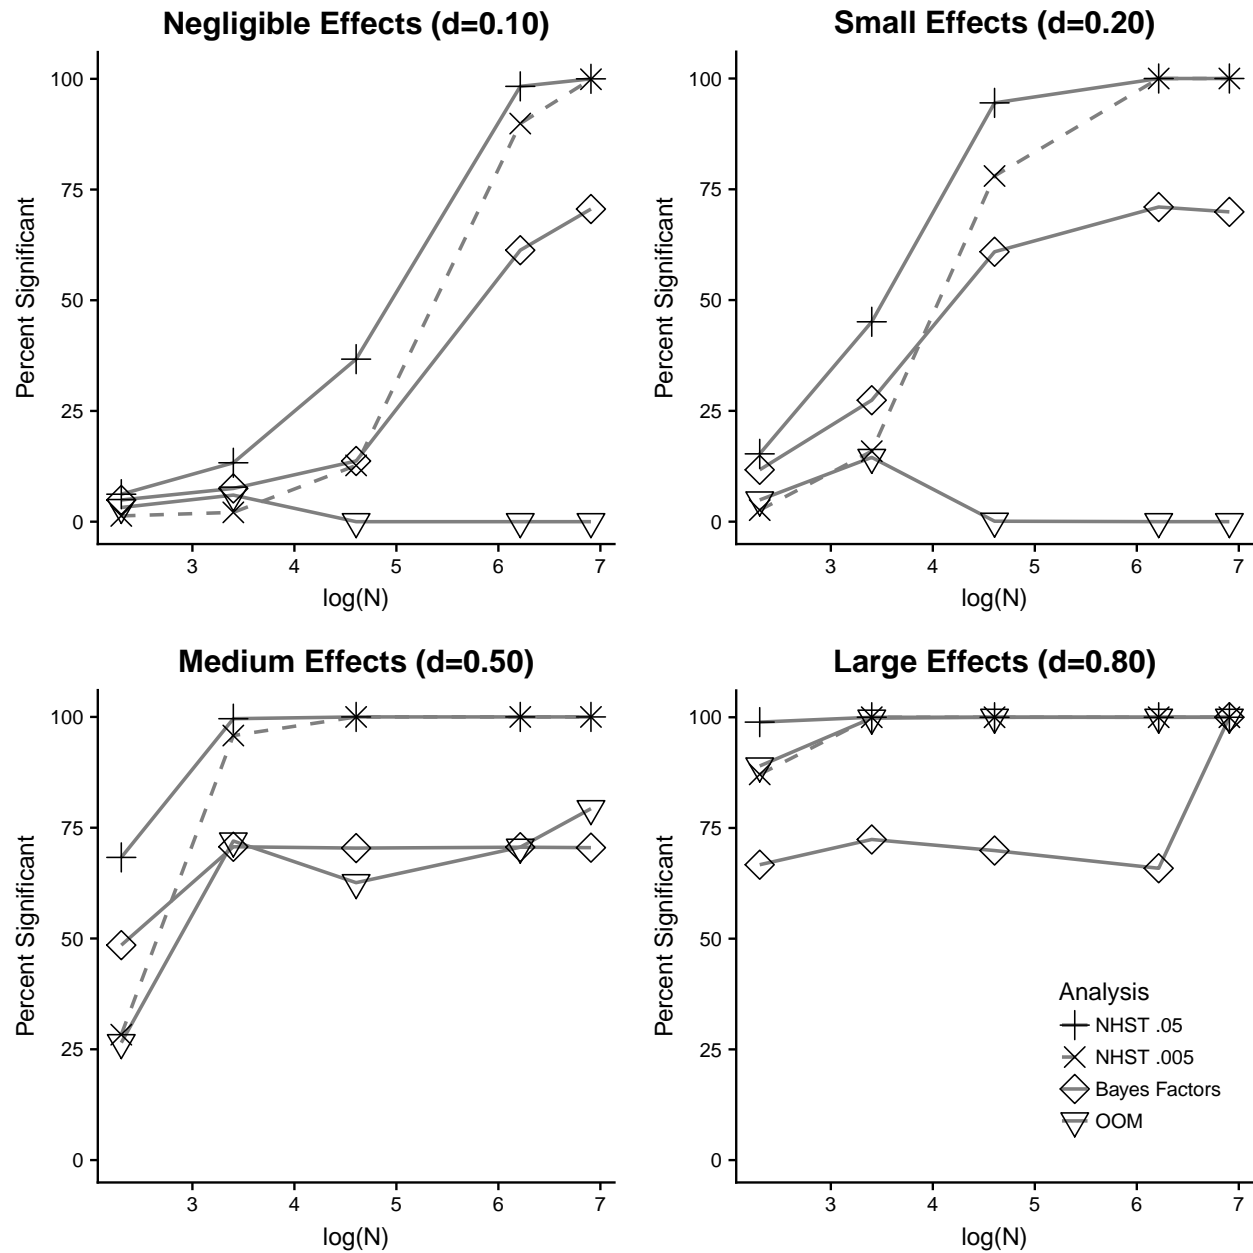 Negligible Effects (d=0.10)
Percent Significant
100
75
50
25
0
3 4 5 6 7
log(N)
Small Effects (d=0.20)
Percent Significant
100
75
50
25
0
3 4 5 6 7
log(N)
Medium Effects (d=0.50)
Percent Significant
100
75
50
25
0
3 4 5 6 7
log(N)
Large Effects (d=0.80)
Percent Significant
100
75
50
25
0
Analysis
NHST .05
NHST .005
Bayes Factors
OOM
3 4 5 6 7
log(N)